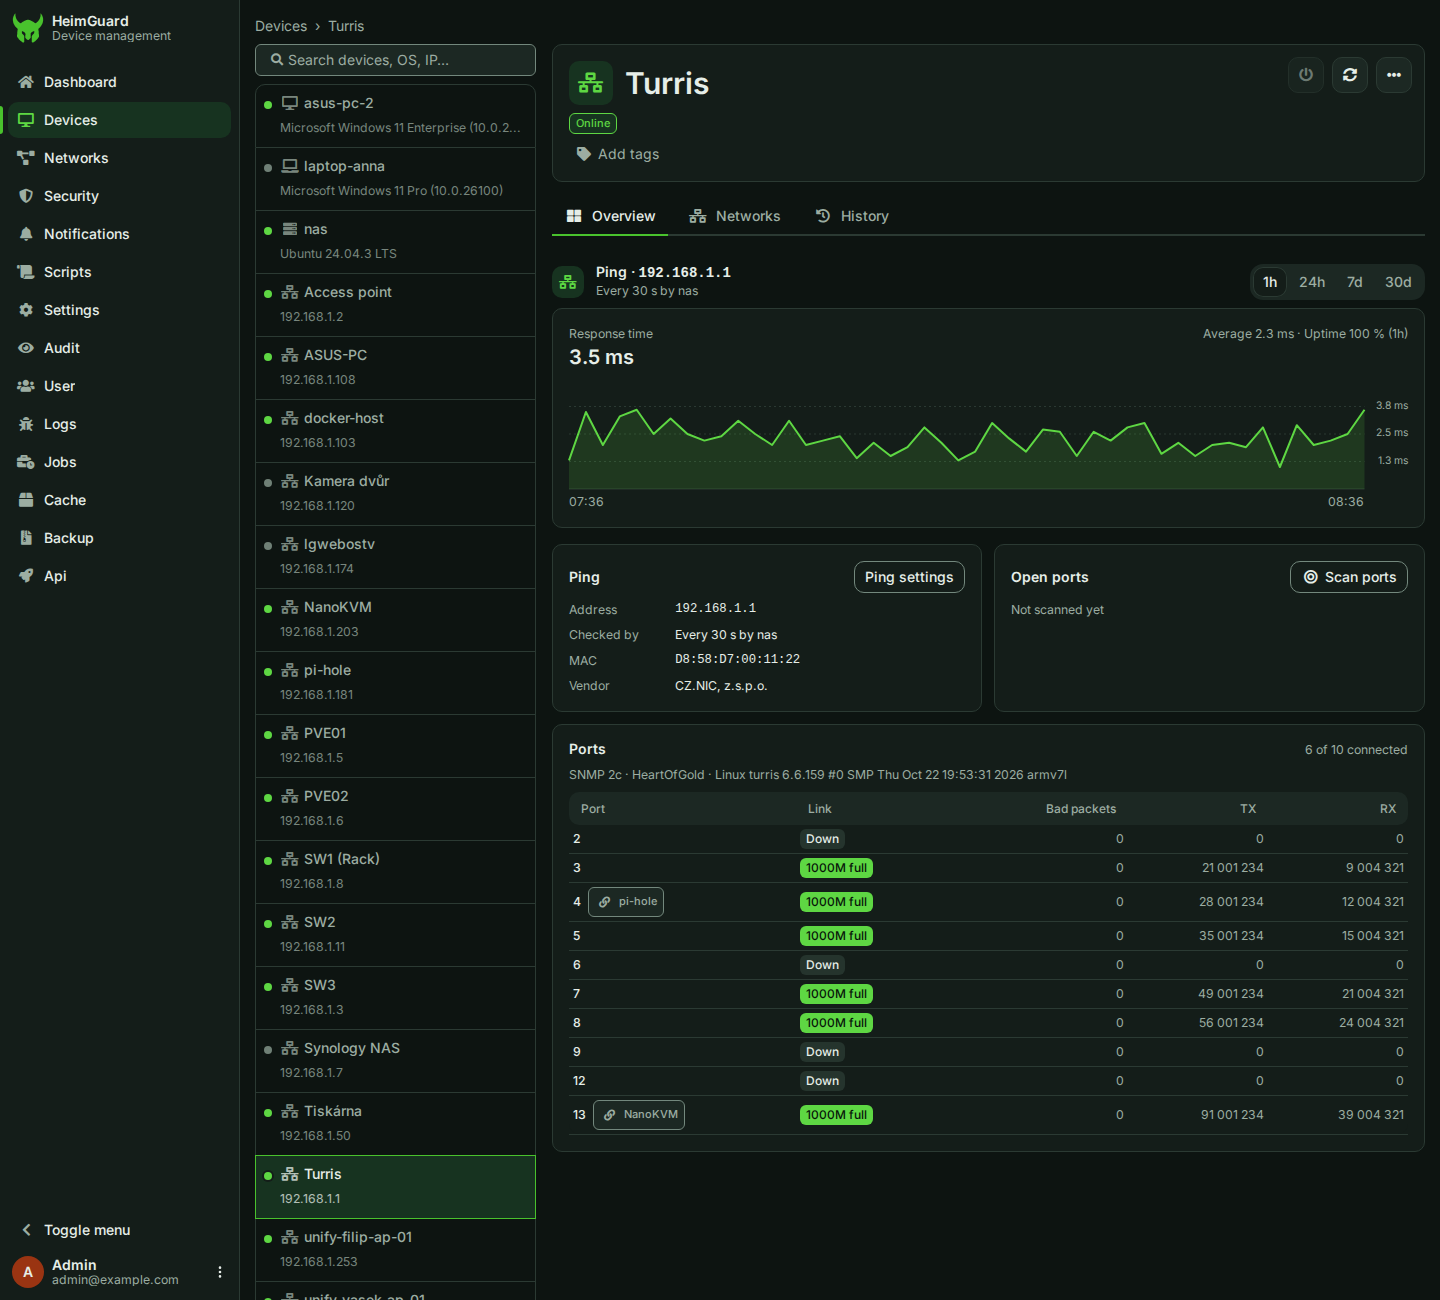 HeimGuard
Device management
Dashboard
Devices
Networks
Security
Notifications
Scripts
Settings
Audit
User
Logs
Jobs
Cache
Backup
Api
Toggle menu
A
Admin
admin@example.com
Devices › Turris
Search devices, OS, IP...
asus-pc-2
Microsoft Windows 11 Enterprise (10.0.2...
laptop-anna
Microsoft Windows 11 Pro (10.0.26100)
nas
Ubuntu 24.04.3 LTS
Access point
192.168.1.2
ASUS-PC
192.168.1.108
docker-host
192.168.1.103
Kamera dvůr
192.168.1.120
lgwebostv
192.168.1.174
NanoKVM
192.168.1.203
pi-hole
192.168.1.181
PVE01
192.168.1.5
PVE02
192.168.1.6
SW1 (Rack)
192.168.1.8
SW2
192.168.1.11
SW3
192.168.1.3
Synology NAS
192.168.1.7
Tiskárna
192.168.1.50
Turris
192.168.1.1
unify-filip-ap-01
192.168.1.253
unify-vasek-ap-01
Turris
Online
Add tags
Overview Networks History
Ping · 192.168.1.1
Every 30 s by nas
1h 24h 7d 30d
Response time
Average 2.3 ms · Uptime 100 % (1h)
3.5 ms
3.8 ms
2.5 ms
1.3 ms
07:36 08:36
Ping
Ping settings
Address 192.168.1.1
Checked by Every 30 s by nas
MAC D8:58:D7:00:11:22
Vendor CZ.NIC, z.s.p.o.
Open ports
Scan ports
Not scanned yet
Ports
6 of 10 connected
SNMP 2c · HeartOfGold · Linux turris 6.6.159 #0 SMP Thu Oct 22 19:53:31 2026 armv7l
Port Link Bad packets TX RX
2 Down 0 0 0
3 1000M full 0 21 001 234 9 004 321
4 pi-hole 1000M full 0 28 001 234 12 004 321
5 1000M full 0 35 001 234 15 004 321
6 Down 0 0 0
7 1000M full 0 49 001 234 21 004 321
8 1000M full 0 56 001 234 24 004 321
9 Down 0 0 0
12 Down 0 0 0
13 NanoKVM 1000M full 0 91 001 234 39 004 321